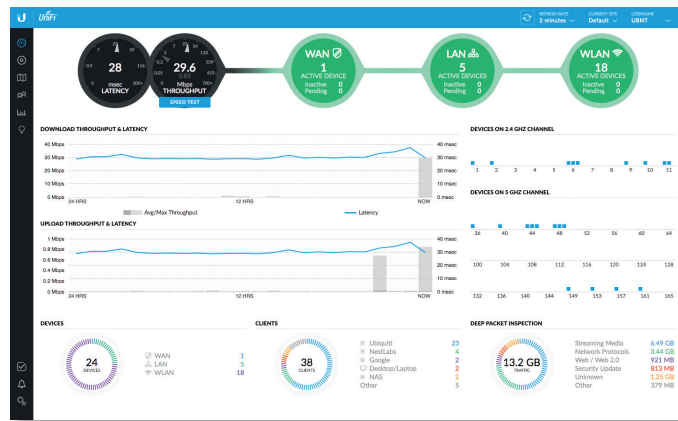 UniFi
REFRESH RATE
2 minutes
CURRENT SITE
Default
USERNAME
UBNT
28
msec
LATENCY
29.6
0.85
Mbps
THROUGHPUT
SPEED TEST
WAN
1
ACTIVE DEVICE
Inactive 0
Pending 0
LAN
5
ACTIVE DEVICES
Inactive 0
Pending 0
WLAN
18
ACTIVE DEVICES
Inactive 0
Pending 0
DOWNLOAD THROUGHPUT & LATENCY
40 Mbps 40 msec
30 Mbps 30 msec
20 Mbps 20 msec
10 Mbps 10 msec
0 Mbps 0 msec
24 HRS 12 HRS NOW
Avg/Max Throughput Latency
UPLOAD THROUGHPUT & LATENCY
1 Mbps 40 msec
0.8 Mbps 30 msec
0.6 Mbps
0.4 Mbps 20 msec
0.2 Mbps 10 msec
0 Mbps 0 msec
24 HRS 12 HRS NOW
DEVICES ON 2.4 GHZ CHANNEL
1 2 3 4 5 6 7 8 9 10 11
DEVICES ON 5 GHZ CHANNEL
36 40 44 48 52 56 60 64
100 104 108 112 116 120 124 128
132 136 140 144 149 153 157 161 165
DEVICES
24
DEVICES
WAN 1
LAN 5
WLAN 18
CLIENTS
38
CLIENTS
Ubiquiti 23
NestLabs 4
Google 2
Desktop/Laptop 2
NAS 2
Other 5
DEEP PACKET INSPECTION
13.2 GB
TRAFFIC
Streaming Media 6.49 GB
Network Protocols 3.44 GB
Web / Web 2.0 921 MB
Security Update 813 MB
Unknown 1.25 GB
Other 379 MB